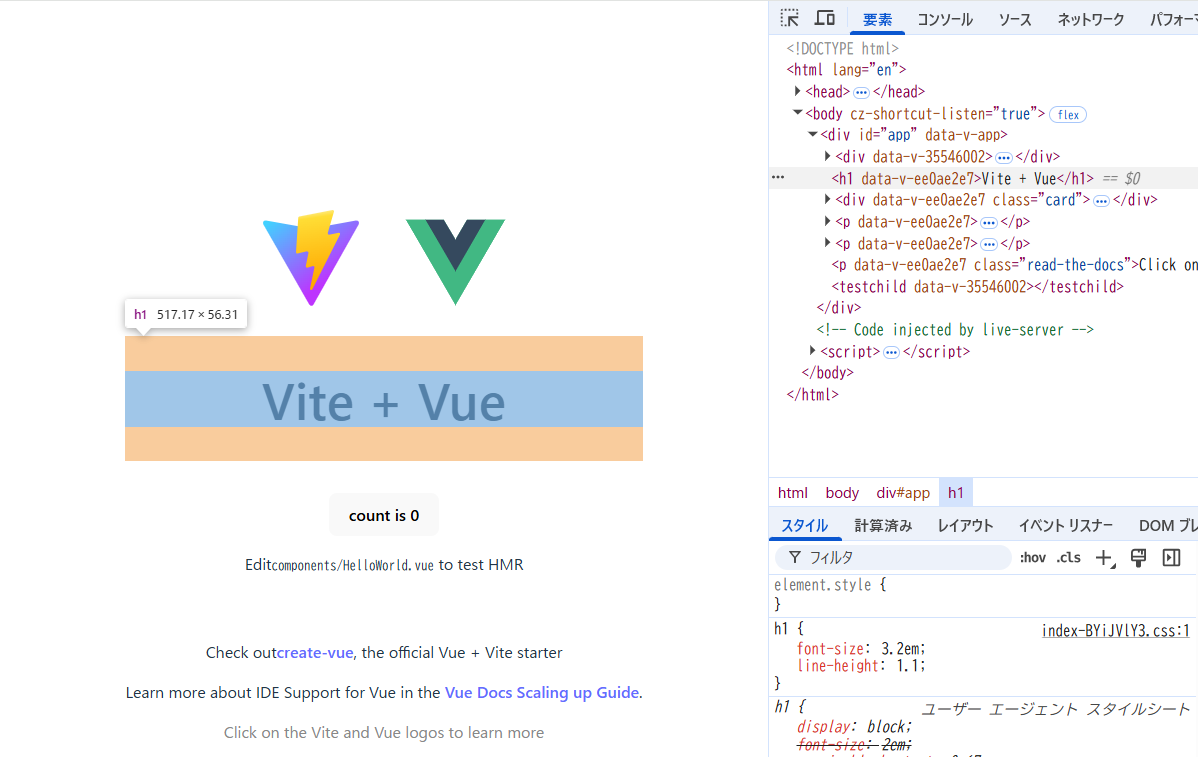 h1 517.17 × 56.31
Vite + Vue
count is 0
Editcomponents/HelloWorld.vue to test HMR
Check outcreate-vue, the official Vue + Vite starter
Learn more about IDE Support for Vue in the Vue Docs Scaling up Guide.
Click on the Vite and Vue logos to learn more
要素 コンソール ソース ネットワーク パフォーマ
<!DOCTYPE html>
<html lang="en">
<head> ••• </head>
<body cz-shortcut-listen="true"> flex
<div id="app" data-v-app>
<div data-v-35546002> ••• </div>
••• <h1 data-v-ee0ae2e7>Vite + Vue</h1> == $0
<div data-v-ee0ae2e7 class="card"> ••• </div>
<p data-v-ee0ae2e7> ••• </p>
<p data-v-ee0ae2e7> ••• </p>
<p data-v-ee0ae2e7 class="read-the-docs">Click on
<testchild data-v-35546002></testchild>
</div>
<!-- Code injected by live-server -->
<script> ••• </script>
</body>
</html>
html body div#app h1
スタイル 計算済み レイアウト イベント リスナー DOM ブレ
フィルタ :hov .cls
element.style {
}
h1 { index-BYiJVlY3.css:1
font-size: 3.2em;
line-height: 1.1;
}
h1 { ユーザー エージェント スタイルシート
display: block;
font-size: 2em;